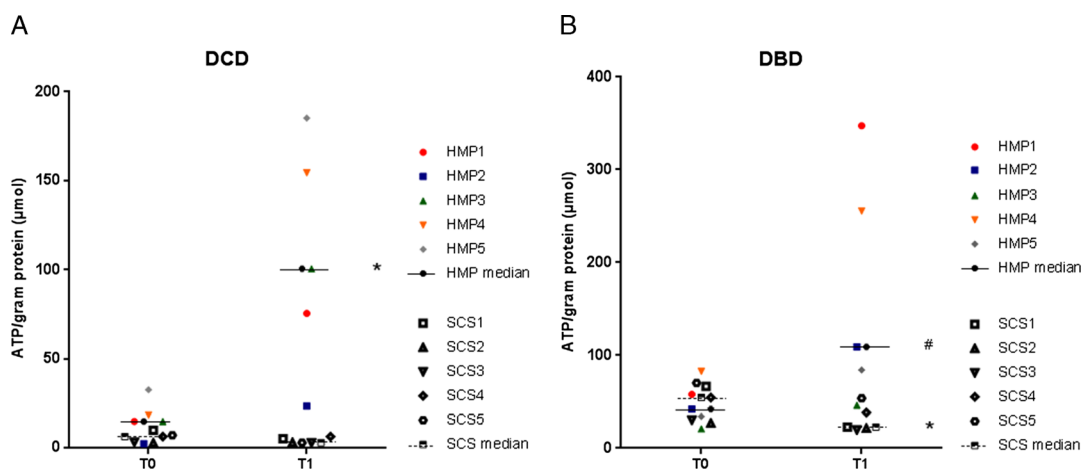 A
DCD
ATP/gram protein (µmol)
200
150
100
50
0
T0
T1
*
HMP1
HMP2
HMP3
HMP4
HMP5
HMP median
SCS1
SCS2
SCS3
SCS4
SCS5
SCS median
B
DBD
ATP/gram protein (µmol)
400
300
200
100
0
T0
T1
#
*
HMP1
HMP2
HMP3
HMP4
HMP5
HMP median
SCS1
SCS2
SCS3
SCS4
SCS5
SCS median